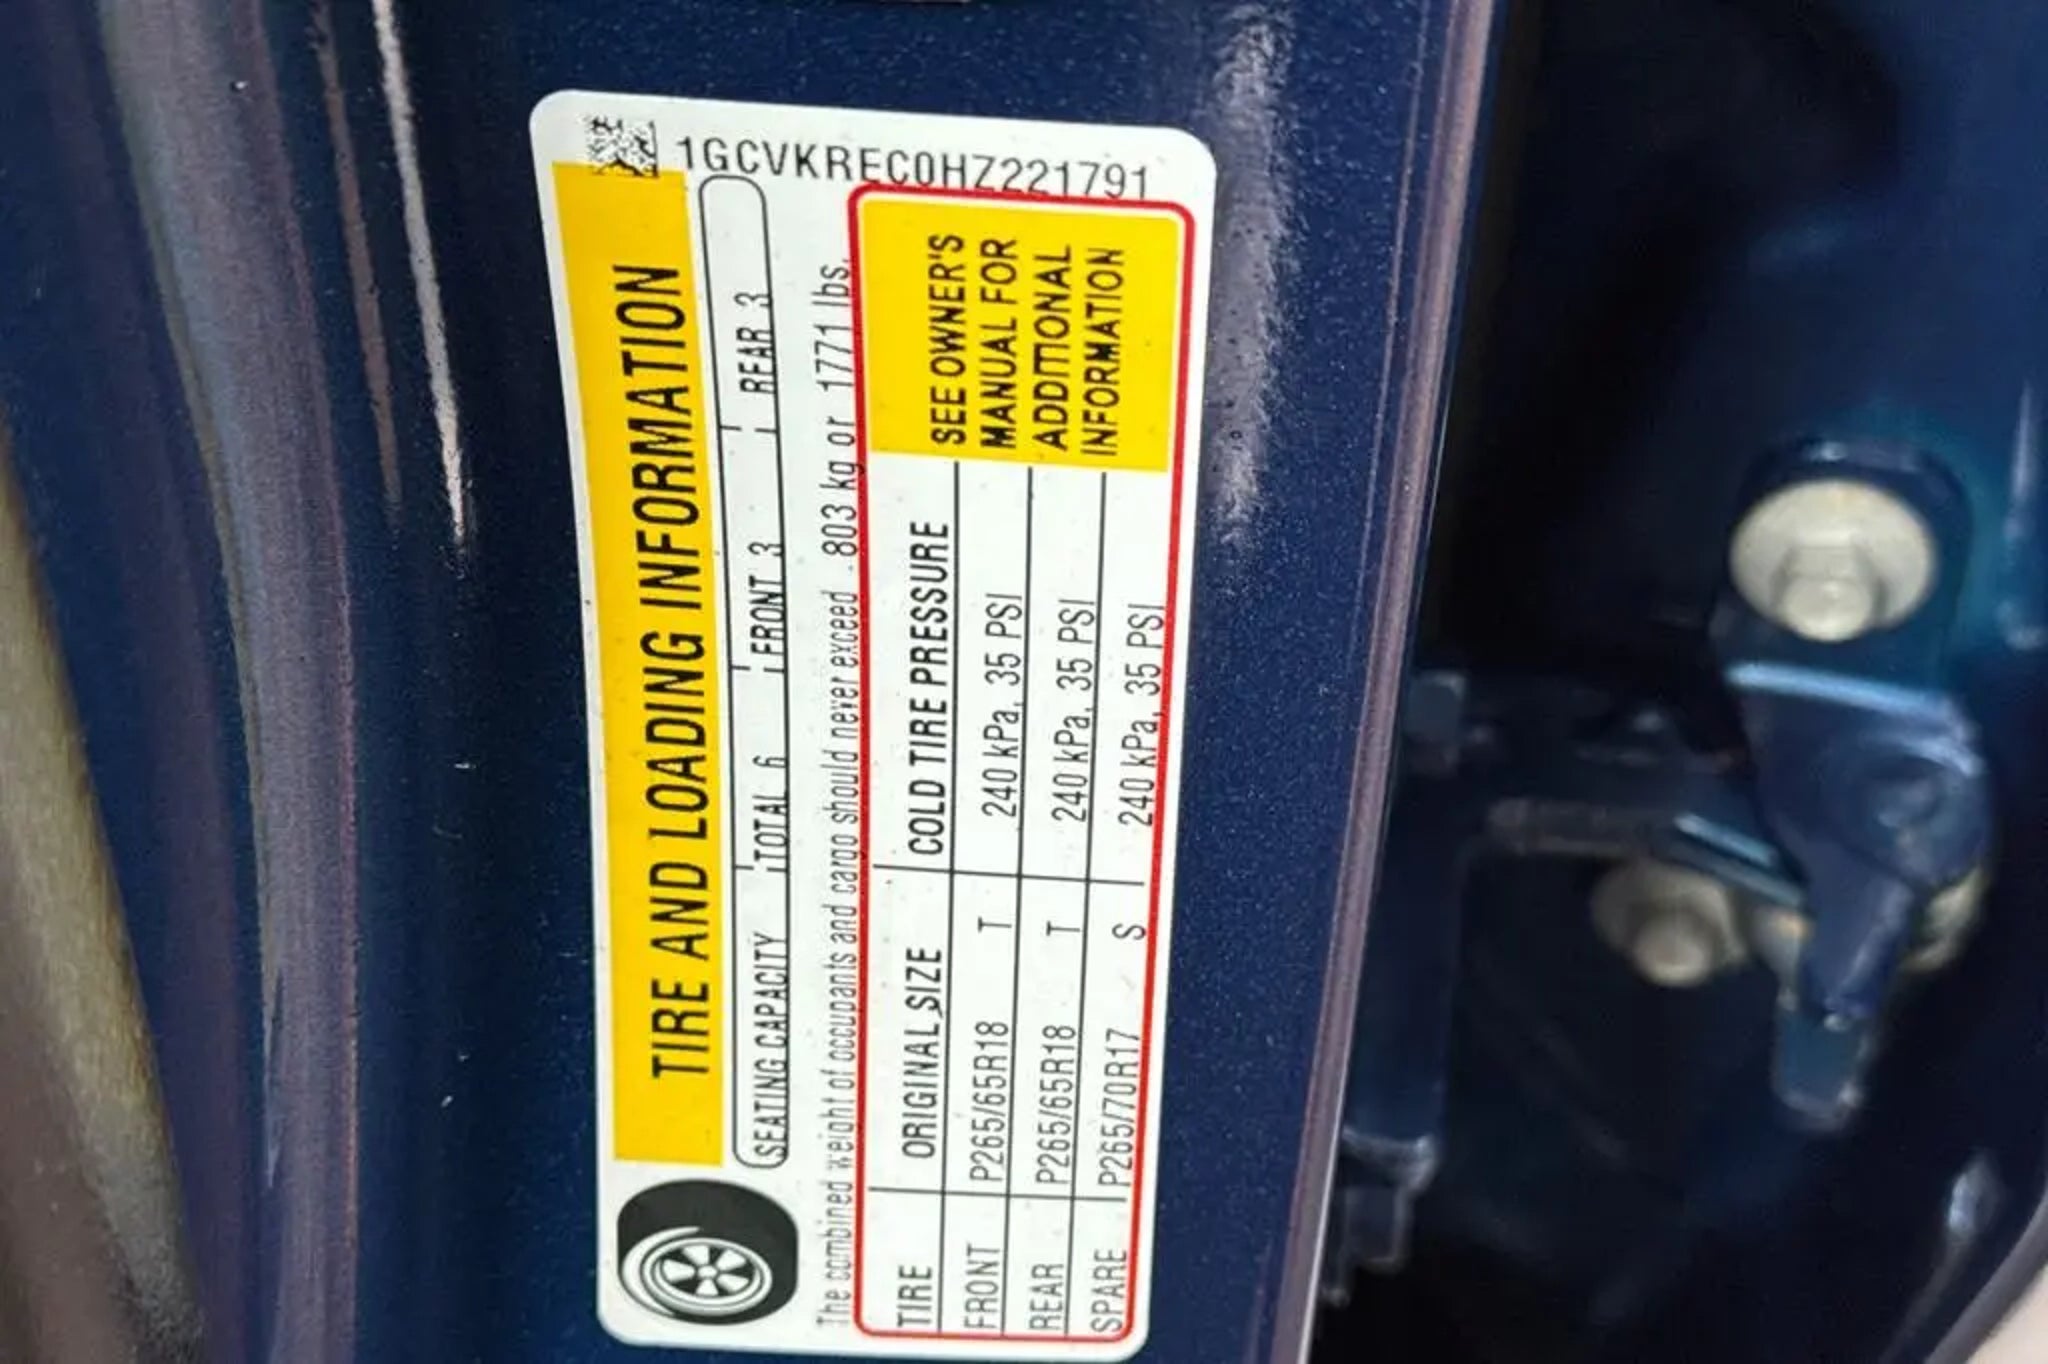 1GCVKREC0HZ221791
TIRE AND LOADING INFORMATION
SEATING CAPACITY TOTAL 6 FRONT 3 REAR 3
The combined weight of occupants and cargo should never exceed 803 kg or 1771 lbs.
TIRE ORIGINAL SIZE COLD TIRE PRESSURE
FRONT P265/65R18 T 240 kPa, 35 PSI
REAR P265/65R18 T 240 kPa, 35 PSI
SPARE P265/70R17 S 240 kPa, 35 PSI
SEE OWNER'S
MANUAL FOR
ADDITIONAL
INFORMATION